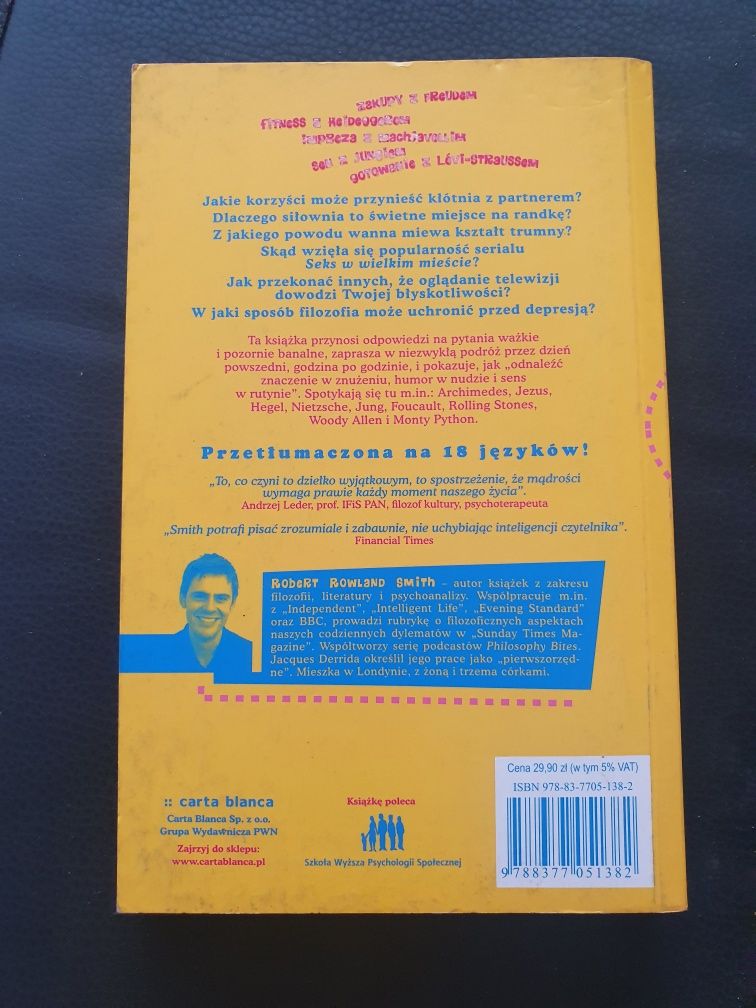 zakupy z Freudem
fitness z Heideggerem
impreza z Machiavellim
sen z Jungiem
gotowanie z Lévi-Straussem
Jakie korzyści może przynieść kłótnia z partnerem?
Dlaczego siłownia to świetne miejsce na randkę?
Z jakiego powodu wanna miewa kształt trumny?
Skąd wzięła się popularność serialu
Seks w wielkim mieście?
Jak przekonać innych, że oglądanie telewizji
dowodzi Twojej błyskotliwości?
W jaki sposób filozofia może uchronić przed depresją?
Ta książka przynosi odpowiedzi na pytania ważkie
i pozornie banalne, zaprasza w niezwykłą podróż przez dzień
powszedni, godzina po godzinie, i pokazuje, jak „odnaleźć
znaczenie w znużeniu, humor w nudzie i sens
w rutynie”. Spotykają się tu m.in.: Archimedes, Jezus,
Hegel, Nietzsche, Jung, Foucault, Rolling Stones,
Woody Allen i Monty Python.
Przetłumaczona na 18 języków!
„To, co czyni to dziełko wyjątkowym, to spostrzeżenie, że mądrości
wymaga prawie każdy moment naszego życia”.
Andrzej Leder, prof. IFiS PAN, filozof kultury, psychoterapeuta
„Smith potrafi pisać zrozumiale i zabawnie, nie uchybiając inteligencji czytelnika”.
Financial Times
Robert Rowland Smith – autor książek z zakresu
filozofii, literatury i psychoanalizy. Współpracuje m.in.
z „Independent”, „Intelligent Life”, „Evening Standard”
oraz BBC, prowadzi rubrykę o filozoficznych aspektach
naszych codziennych dylematów w „Sunday Times Ma-
gazine”. Współtworzy serię podcastów Philosophy Bites.
Jacques Derrida określił jego prace jako „pierwszorzęd-
ne”. Mieszka w Londynie, z żoną i trzema córkami.
:: carta blanca
Carta Blanca Sp. z o.o.
Grupa Wydawnicza PWN
Zajrzyj do sklepu:
www.cartablanca.pl
Książkę poleca
Szkoła Wyższa Psychologii Społecznej
Cena 29,90 zł (w tym 5% VAT)
ISBN 978-83-7705-138-2
9 788377 051382